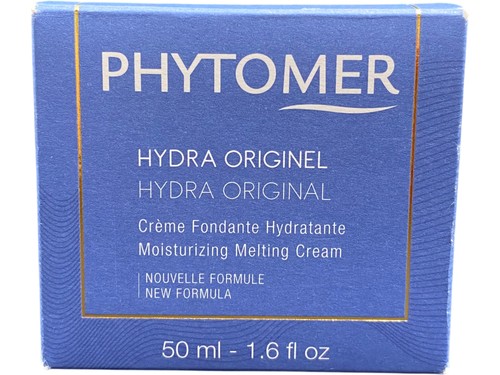 PHYTOMER
HYDRA ORIGINEL
HYDRA ORIGINAL
Crème Fondante Hydratante
Moisturizing Melting Cream
NOUVELLE FORMULE
NEW FORMULA
50 ml - 1.6 fl oz